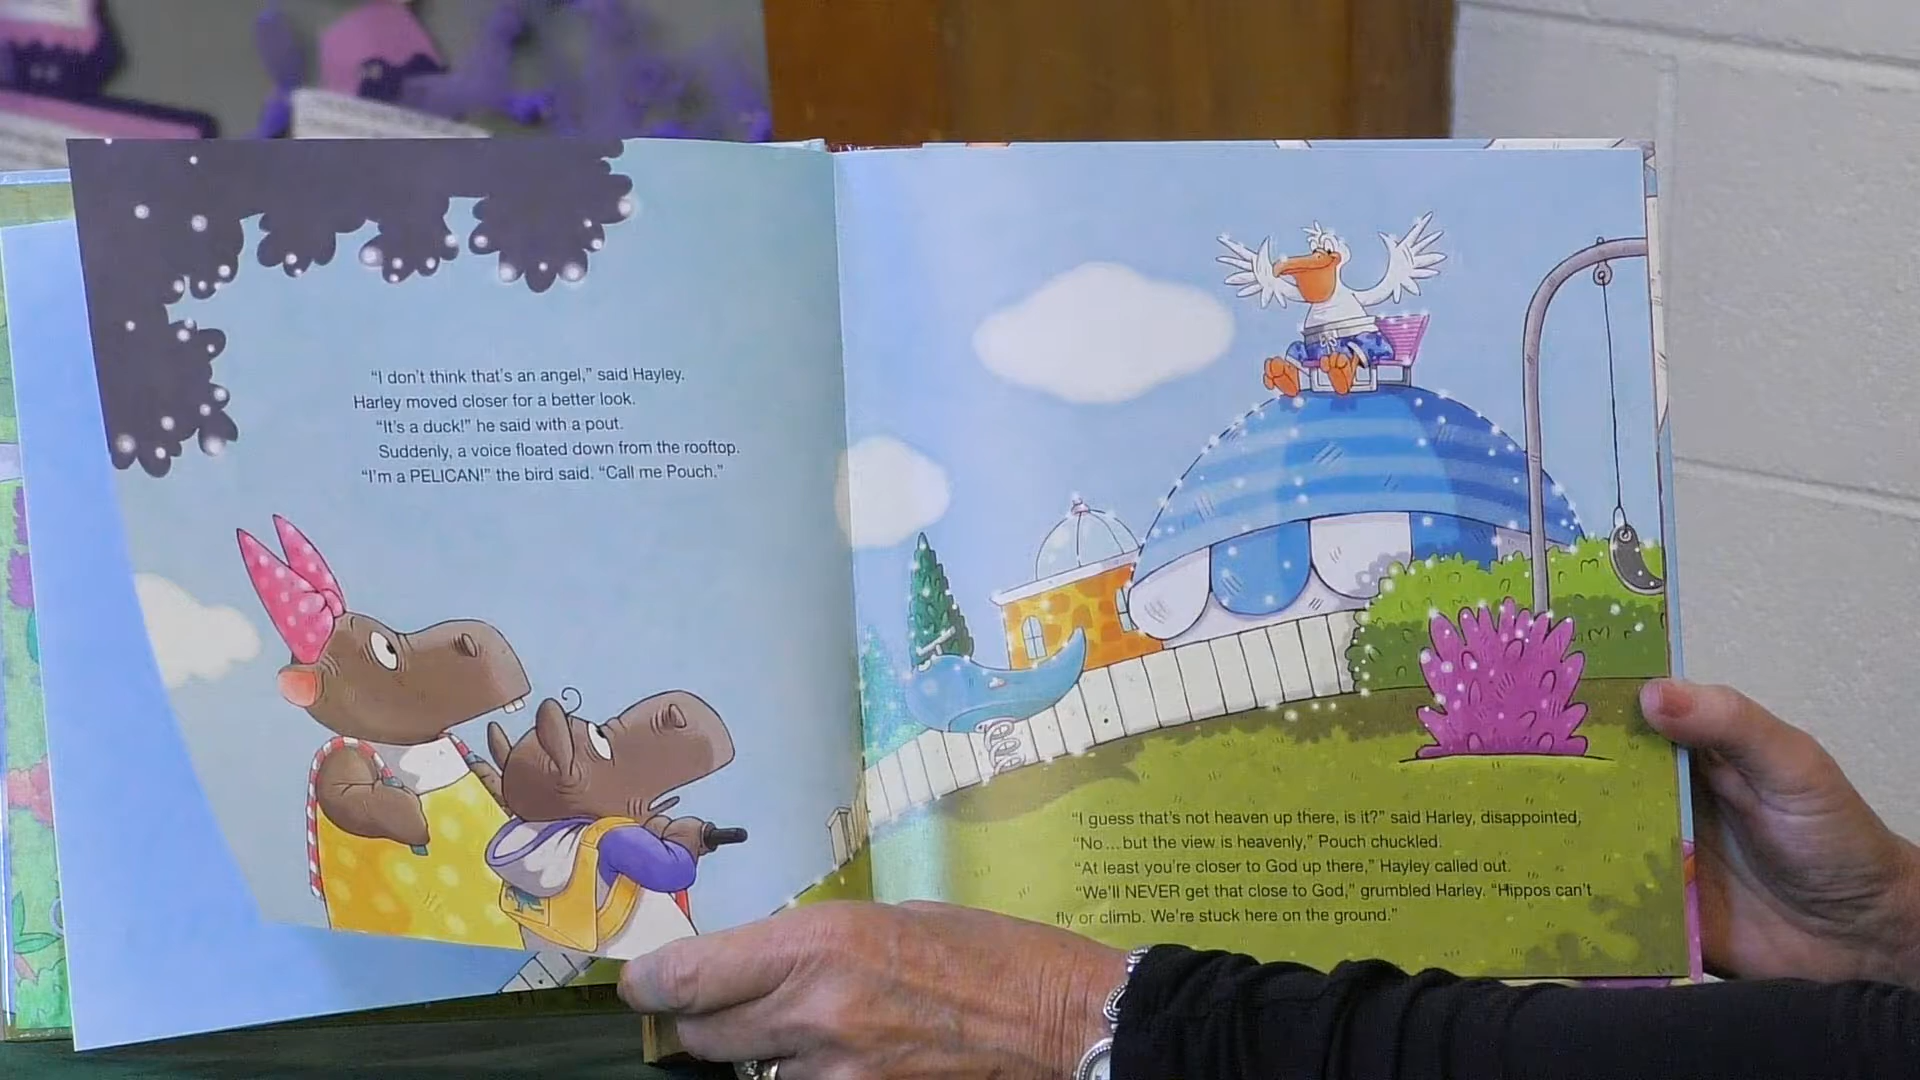 “I don’t think that’s an angel,” said Hayley.
Harley moved closer for a better look.
“It’s a duck!” he said with a pout.
Suddenly, a voice floated down from the rooftop.
“I’m a PELICAN!” the bird said. “Call me Pouch.”
“I guess that’s not heaven up there, is it?” said Harley, disappointed,
“No...but the view is heavenly,” Pouch chuckled.
“At least you’re closer to God up there,” Hayley called out.
“We’ll NEVER get that close to God,” grumbled Harley. “Hippos can’t
fly or climb. We’re stuck here on the ground.”